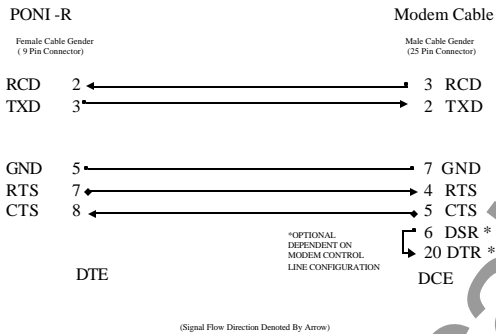 PONI -R Modem Cable
Female Cable Gender Male Cable Gender
( 9 Pin Connector) (25 Pin Connector)
RCD 2 3 RCD
TXD 3 2 TXD
GND 5 7 GND
RTS 7 4 RTS
CTS 8 5 CTS
6 DSR *
20 DTR *
*OPTIONAL
DEPENDENT ON
MODEM CONTROL
LINE CONFIGURATION
DTE DCE
(Signal Flow Direction Denoted By Arrow)